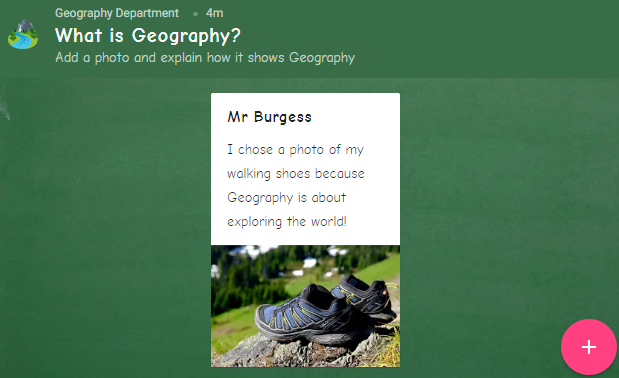 Geography Department • 4m
What is Geography?
Add a photo and explain how it shows Geography
Mr Burgess
I chose a photo of my
walking shoes because
Geography is about
exploring the world!
+